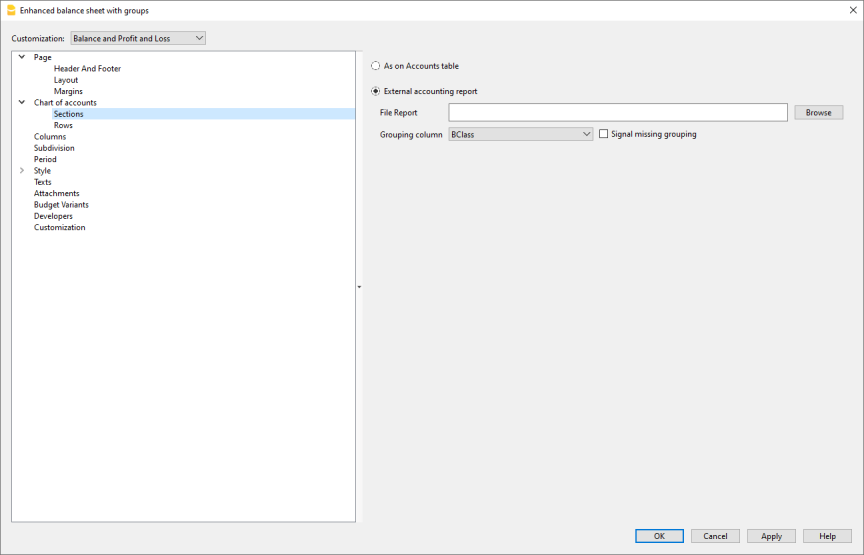 Enhanced balance sheet with groups
Customization: Balance and Profit and Loss
Page
Header And Footer
Layout
Margins
Chart of accounts
Sections
Rows
Columns
Subdivision
Period
Style
Texts
Attachments
Budget Variants
Developers
Customization
As on Accounts table
External accounting report
File Report Browse
Grouping column BClass Signal missing grouping
OK Cancel Apply Help